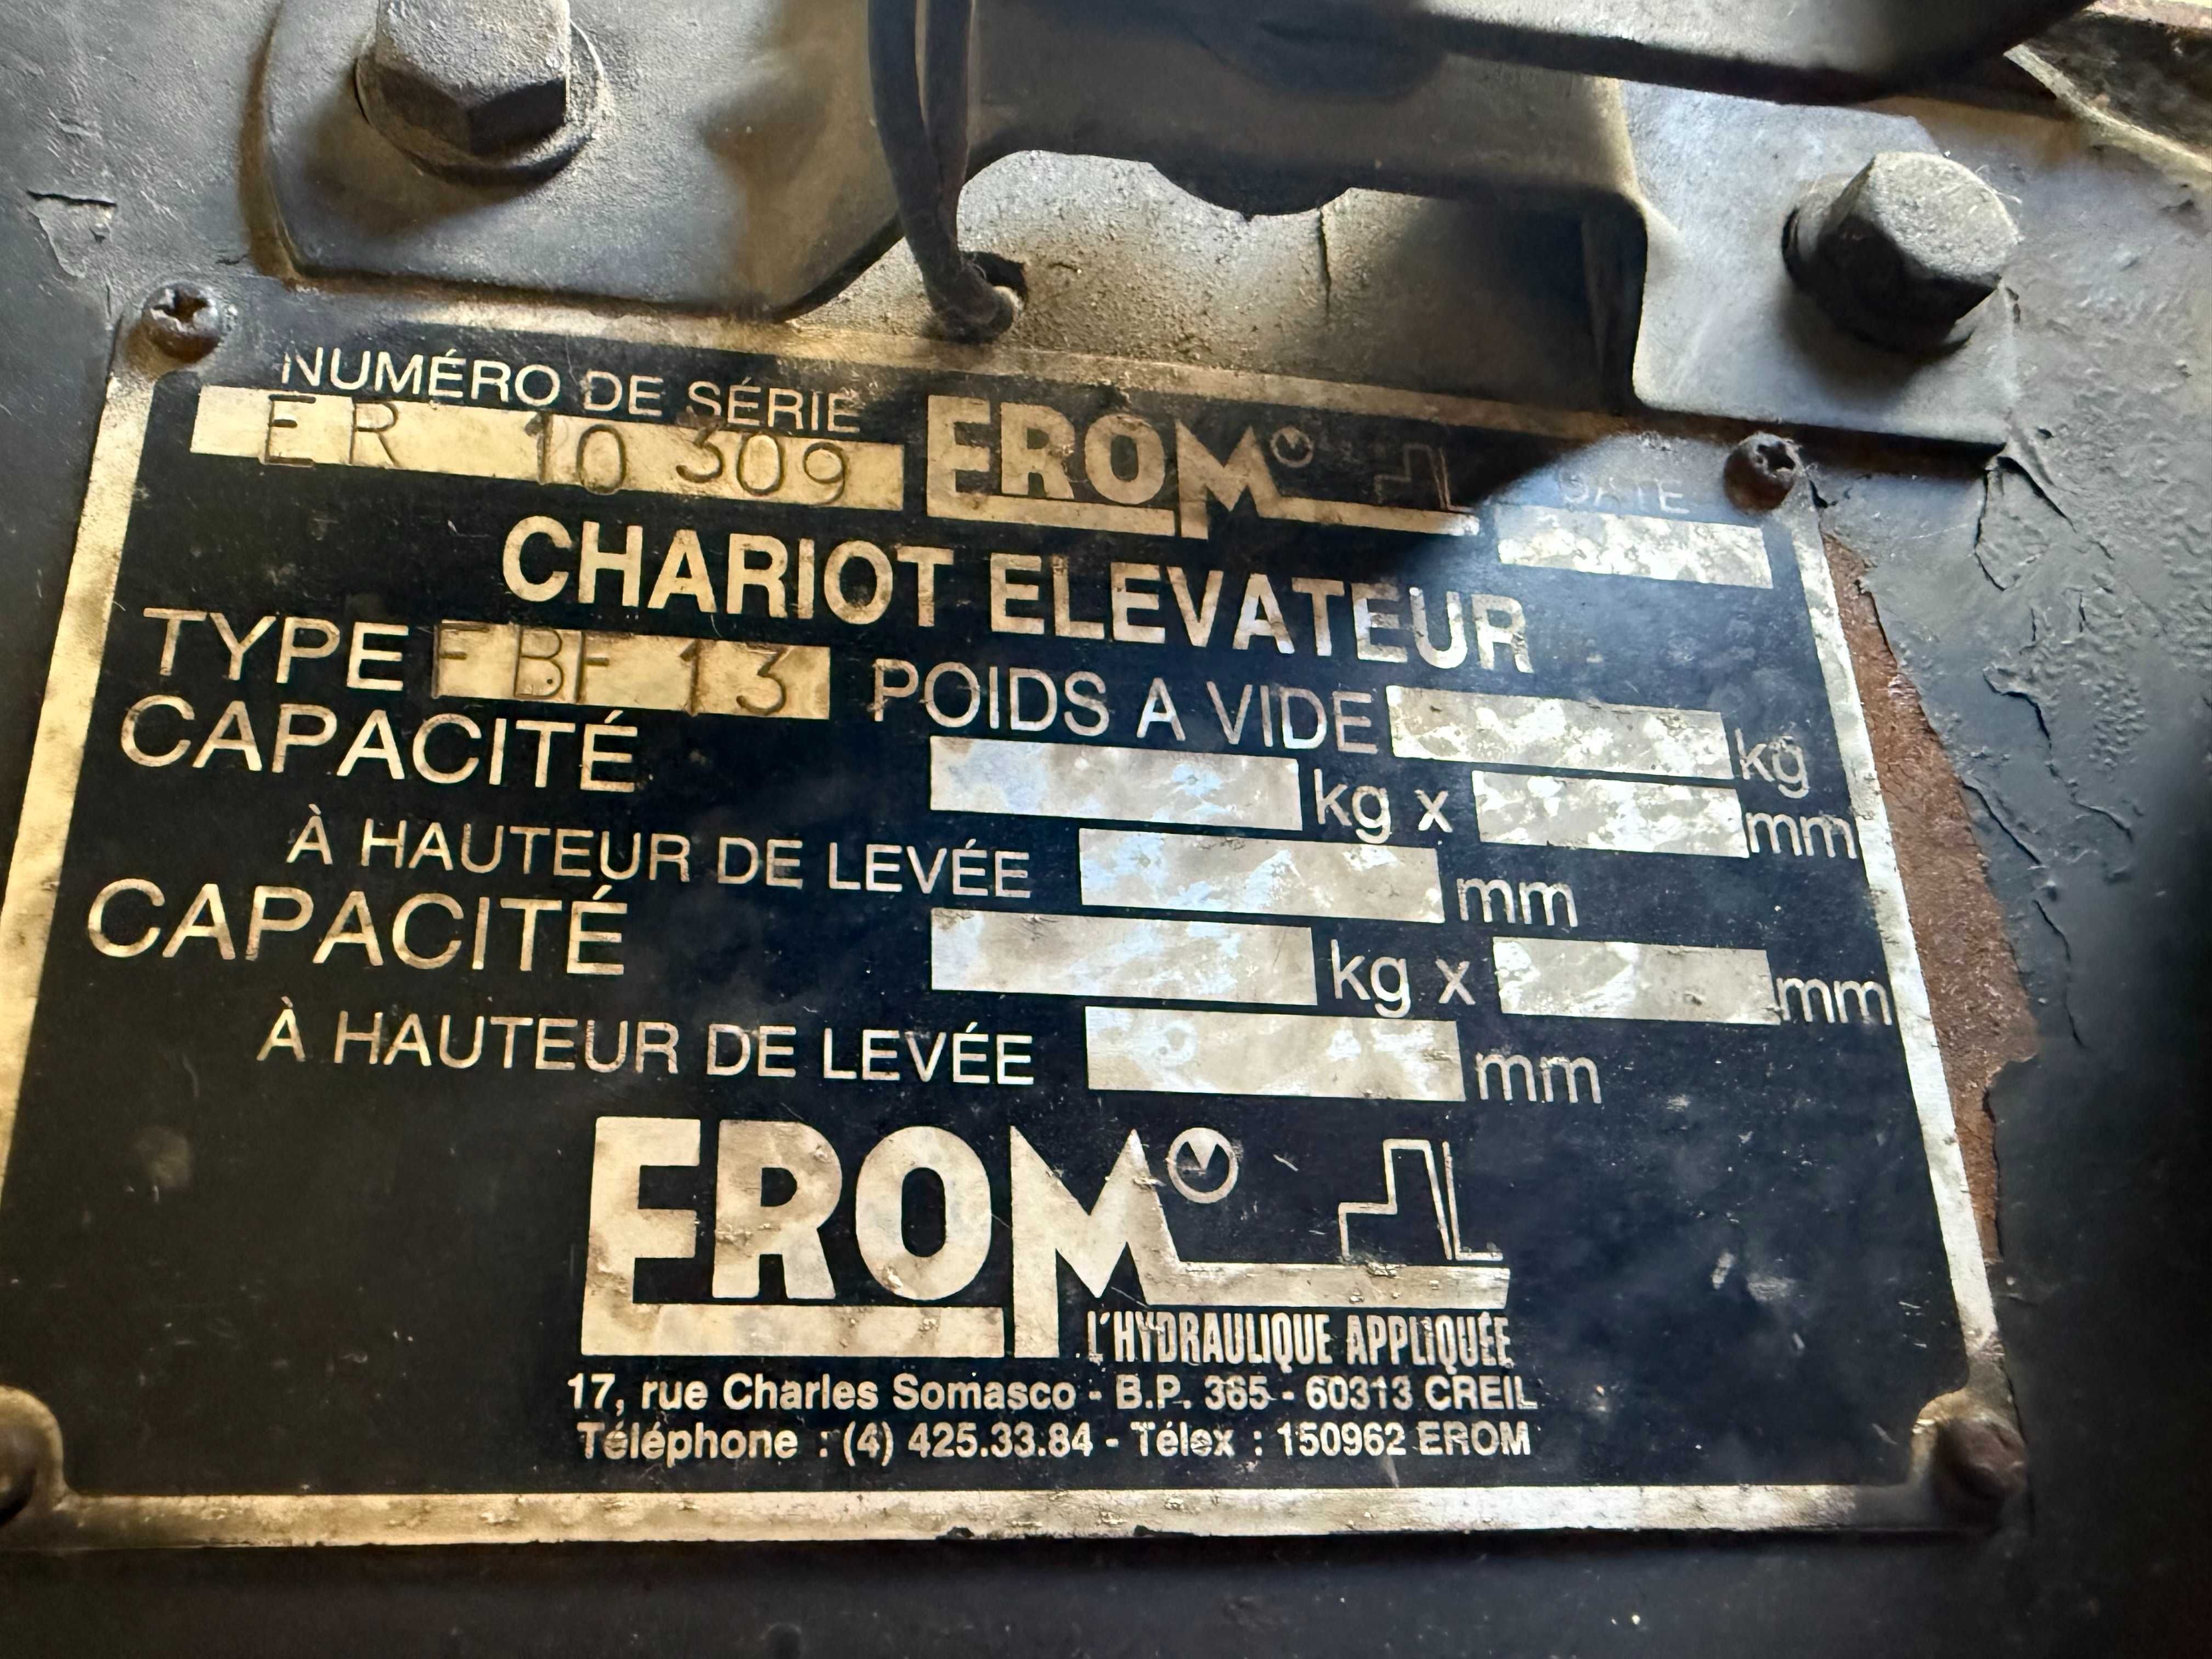 NUMÉRO DE SÉRIE
ER 10 309 EROM DATE
CHARIOT ELEVATEUR
TYPE FBF 13 POIDS A VIDE kg
CAPACITÉ kg x mm
À HAUTEUR DE LEVÉE mm
CAPACITÉ kg x mm
À HAUTEUR DE LEVÉE mm
EROM
L'HYDRAULIQUE APPLIQUÉE
17, rue Charles Somasco - B.P. 365 - 60313 CREIL
Téléphone : (4) 425.33.84 - Télex : 150962 EROM